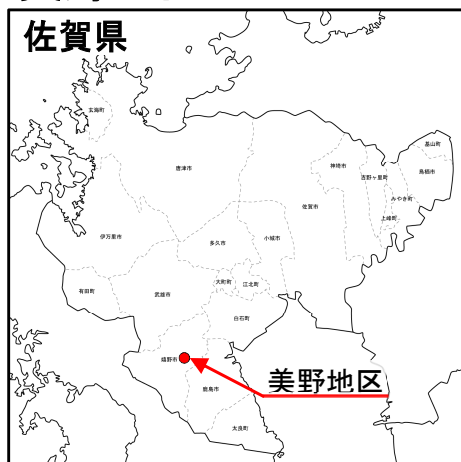 佐賀県
玄海町
基山町
唐津市
神埼市
鳥栖市
吉野ヶ里町
みやき町
佐賀市
上峰町
伊万里市
多久市
小城市
大町町
江北町
有田町
武雄市
白石町
嬉野市
美野地区
鹿島市
太良町